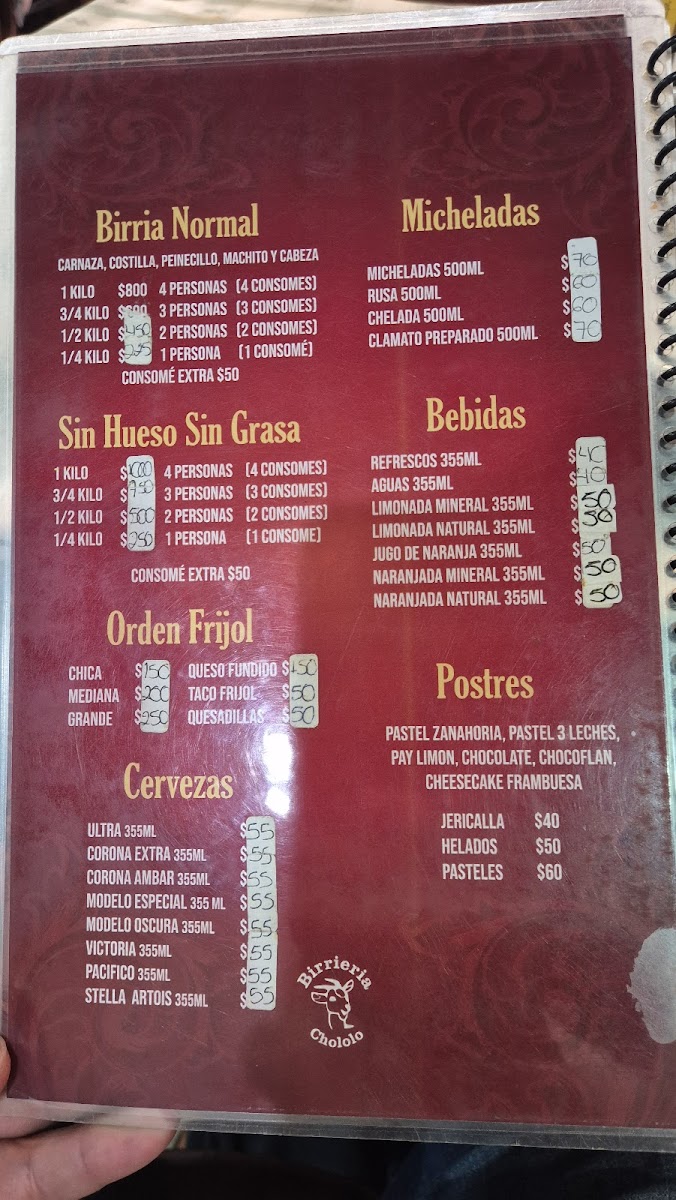 Birria Normal
CARNAZA, COSTILLA, PEINECILLO, MACHITO Y CABEZA
1 KILO $800 4 PERSONAS (4 CONSOMES)
3/4 KILO $600 3 PERSONAS (3 CONSOMES)
1/2 KILO $450 2 PERSONAS (2 CONSOMES)
1/4 KILO $225 1 PERSONA (1 CONSOMÉ)
CONSOMÉ EXTRA $50
Sin Hueso Sin Grasa
1 KILO $1000 4 PERSONAS (4 CONSOMES)
3/4 KILO $750 3 PERSONAS (3 CONSOMES)
1/2 KILO $500 2 PERSONAS (2 CONSOMES)
1/4 KILO $250 1 PERSONA (1 CONSOME)
CONSOMÉ EXTRA $50
Orden Frijol
CHICA $150 QUESO FUNDIDO $150
MEDIANA $200 TACO FRIJOL $50
GRANDE $250 QUESADILLAS $50
Cervezas
ULTRA 355ML $55
CORONA EXTRA 355ML $55
CORONA AMBAR 355ML $55
MODELO ESPECIAL 355 ML $55
MODELO OSCURA 355ML $55
VICTORIA 355ML $55
PACIFICO 355ML $55
STELLA ARTOIS 355ML $55
Micheladas
MICHELADAS 500ML $70
RUSA 500ML $60
CHELADA 500ML $60
CLAMATO PREPARADO 500ML $70
Bebidas
REFRESCOS 355ML $40
AGUAS 355ML $40
LIMONADA MINERAL 355ML $50
LIMONADA NATURAL 355ML $50
JUGO DE NARANJA 355ML $50
NARANJADA MINERAL 355ML $50
NARANJADA NATURAL 355ML $50
Postres
PASTEL ZANAHORIA, PASTEL 3 LECHES,
PAY LIMON, CHOCOLATE, CHOCOFLAN,
CHEESECAKE FRAMBUESA
JERICALLA $40
HELADOS $50
PASTELES $60
Birrieria
Chololo